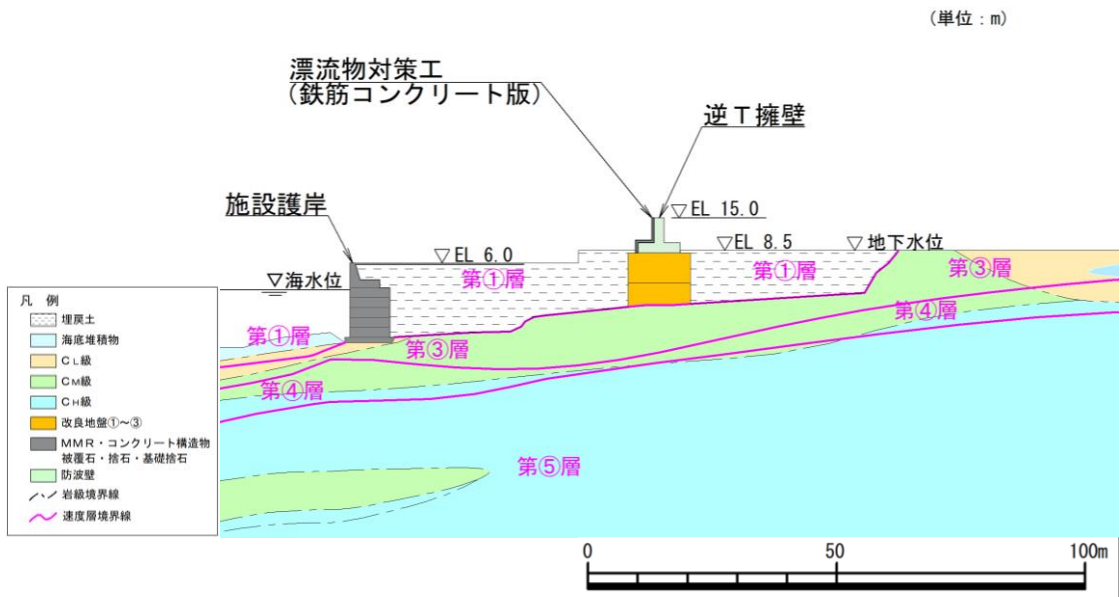 (単位:m)
漂流物対策工
(鉄筋コンクリート版)
逆T擁壁
施設護岸
▽EL 15.0
▽EL 6.0
▽EL 8.5
▽地下水位
▽海水位
第①層
第①層
第③層
第④層
第①層
第③層
第④層
第⑤層
凡 例
埋戻土
海底堆積物
CL級
CM級
CH級
改良地盤①~③
MMR・コンクリート構造物
被覆石・捨石・基礎捨石
防波壁
岩級境界線
速度層境界線
0 50 100m